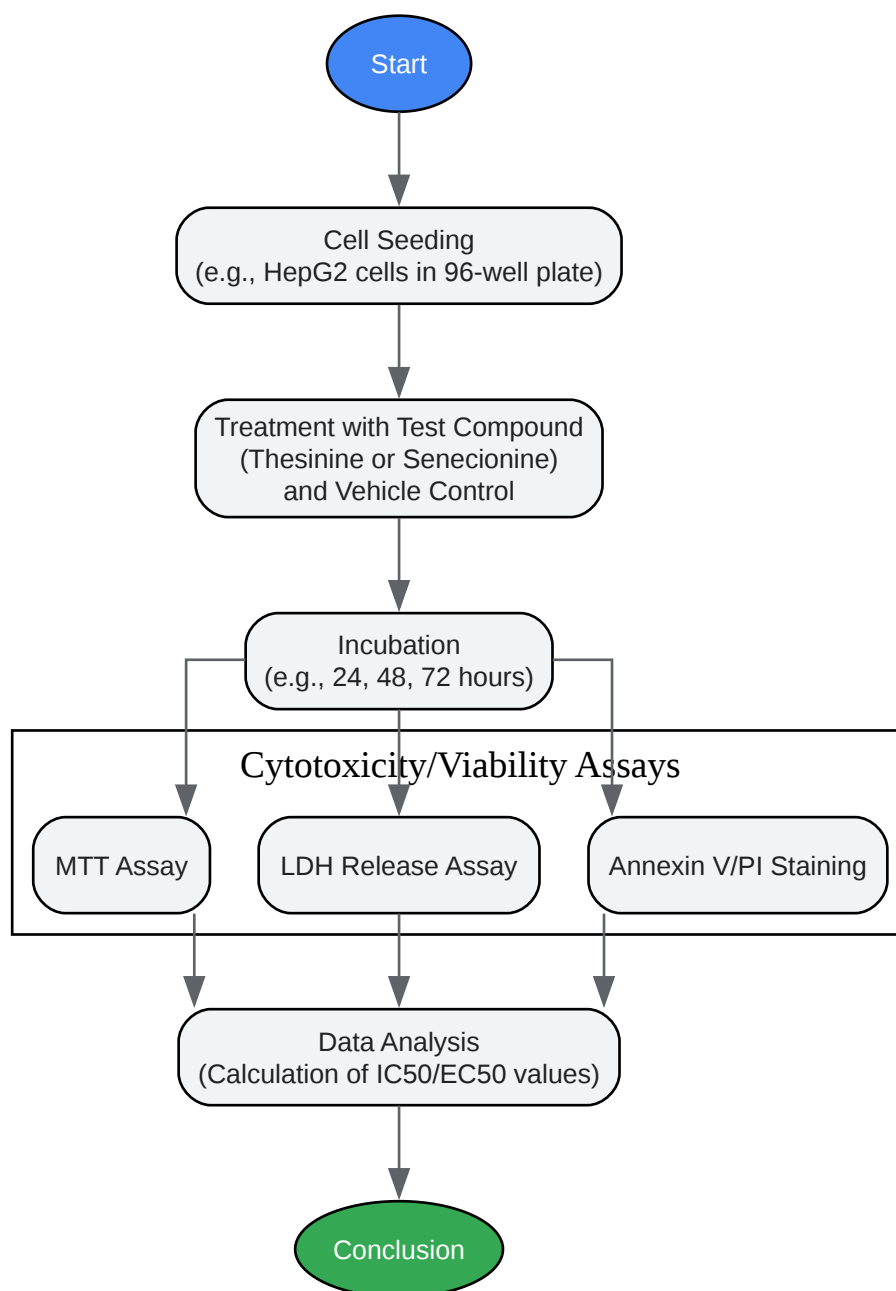 Start
Cell Seeding
(e.g., HepG2 cells in 96-well plate)
Treatment with Test Compound
(Thesinine or Senecionine)
and Vehicle Control
Incubation
(e.g., 24, 48, 72 hours)
Cytotoxicity/Viability Assays
MTT Assay
LDH Release Assay
Annexin V/PI Staining
Data Analysis
(Calculation of IC50/EC50 values)
Conclusion